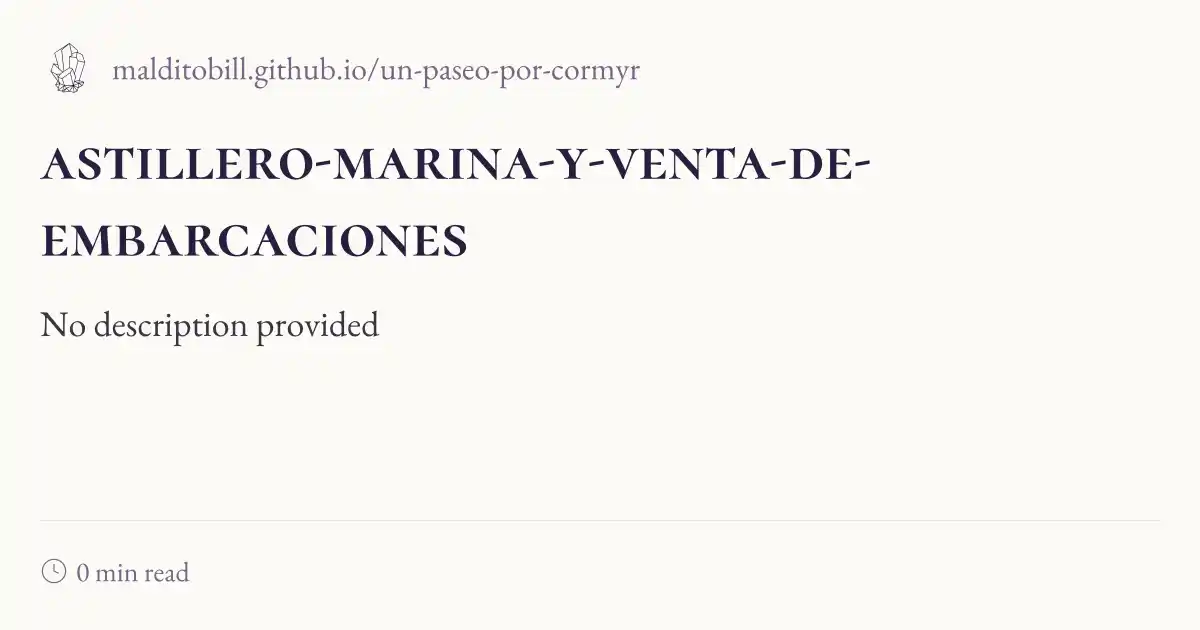 malditobill.github.io/un-paseo-por-cormyr
ASTILLERO-MARINA-Y-VENTA-DE-
EMBARCACIONES
No description provided
0 min read